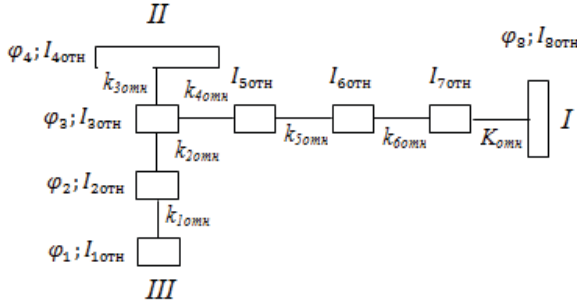 II
φ₄; I₄отн
φ₈; I₈отн
k₃отн
k₄отн
I₅отн
I₆отн
I₇отн
φ₃; I₃отн
I
k₂отн
k₅отн
k₆отн
Kотн
φ₂; I₂отн
k₁отн
φ₁; I₁отн
III